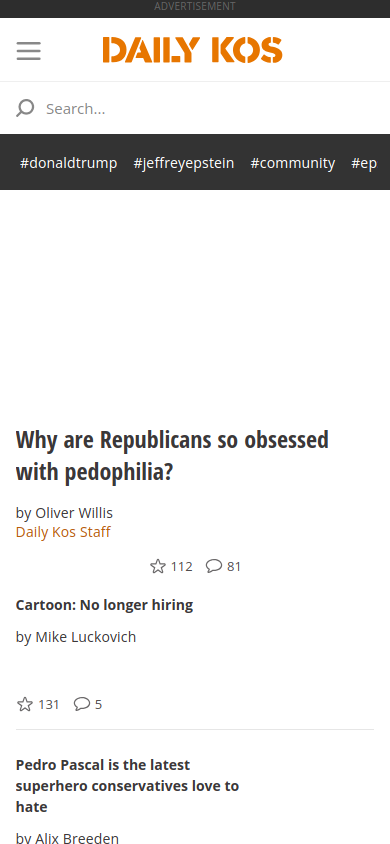 ADVERTISEMENT
DAILY KOS
Search...
#donaldtrump #jeffreyepstein #community #ep
Why are Republicans so obsessed
with pedophilia?
by Oliver Willis
Daily Kos Staff
112 81
Cartoon: No longer hiring
by Mike Luckovich
131 5
Pedro Pascal is the latest
superhero conservatives love to
hate
by Alix Breeden